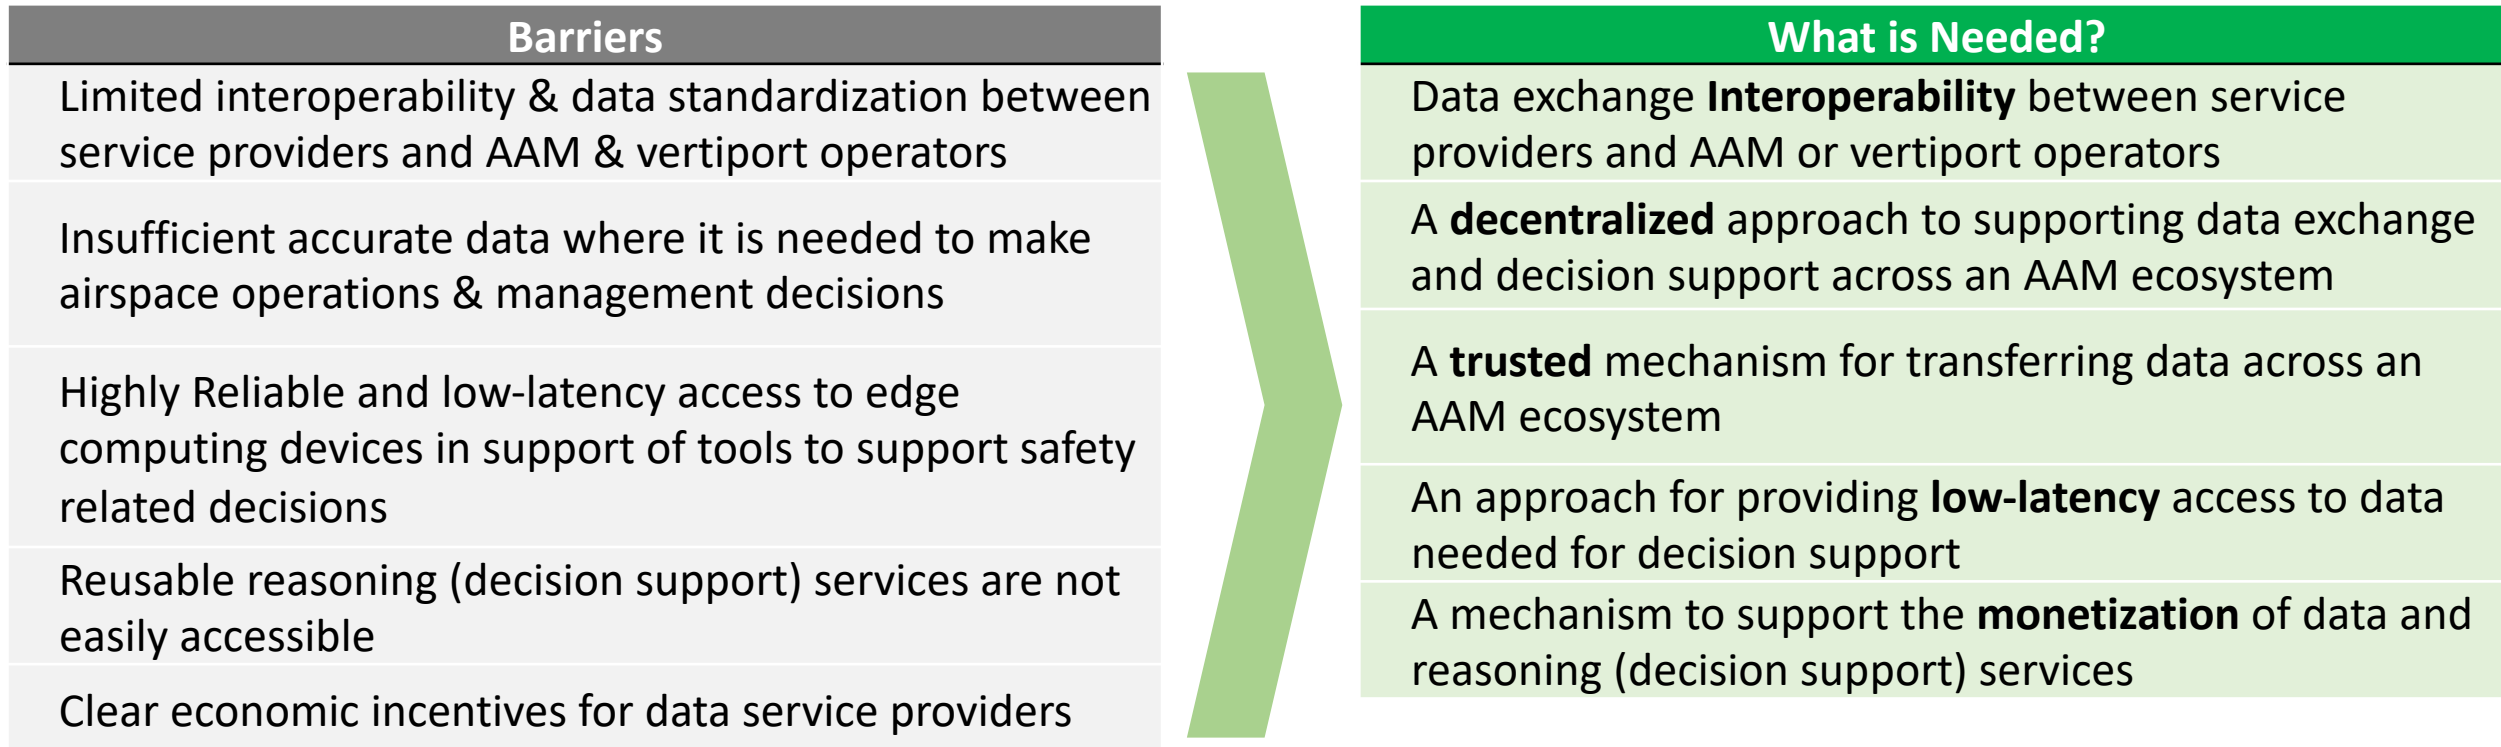 Barriers
Limited interoperability & data standardization between
service providers and AAM & vertiport operators
Insufficient accurate data where it is needed to make
airspace operations & management decisions
Highly Reliable and low-latency access to edge
computing devices in support of tools to support safety
related decisions
Reusable reasoning (decision support) services are not
easily accessible
Clear economic incentives for data service providers
What is Needed?
Data exchange Interoperability between service
providers and AAM or vertiport operators
A decentralized approach to supporting data exchange
and decision support across an AAM ecosystem
A trusted mechanism for transferring data across an
AAM ecosystem
An approach for providing low-latency access to data
needed for decision support
A mechanism to support the monetization of data and
reasoning (decision support) services